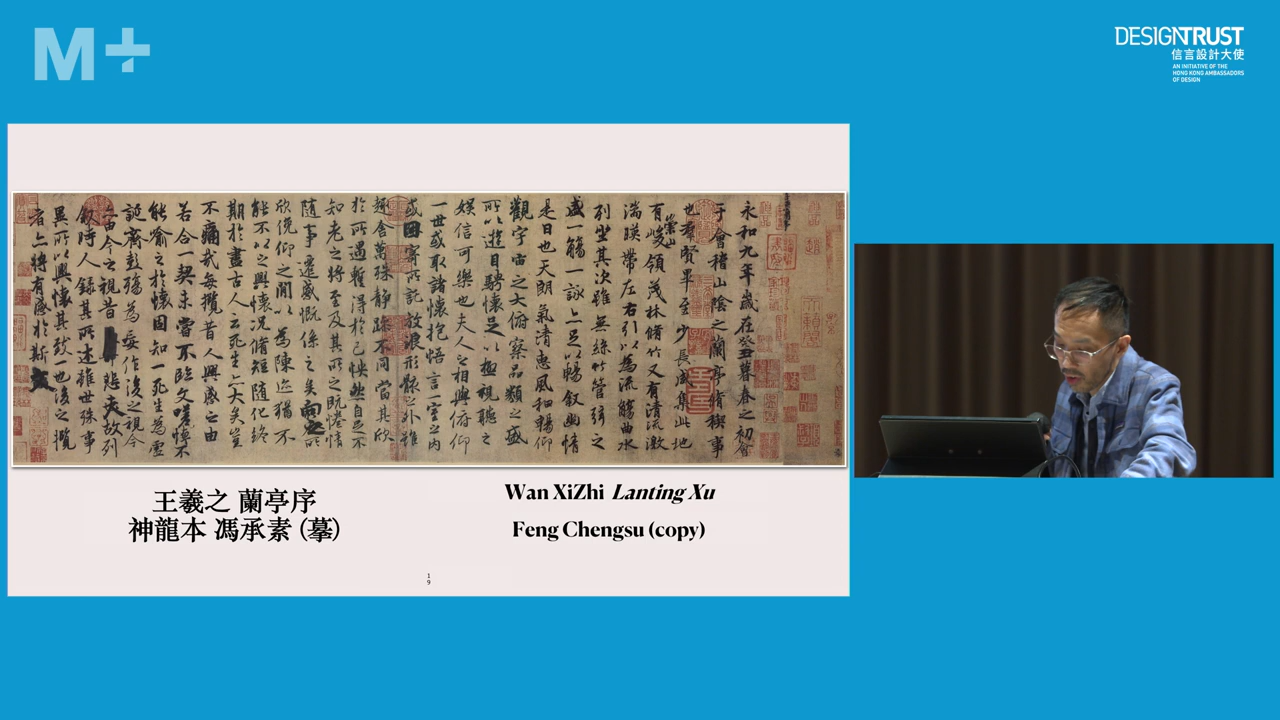 M+
DESIGNTRUST
信言設計大使
AN INITIATIVE OF THE
HONG KONG AMBASSADORS
OF DESIGN
永和九年歲在癸丑暮春之初會
于會稽山陰之蘭亭脩稧事
也羣賢畢至少長咸集此地
有崇山峻領茂林脩竹又有清流激
湍暎帶左右引以為流觴曲水
列坐其次雖無絲竹管弦之
盛一觴一詠亦足以暢叙幽情
是日也天朗氣清惠風和暢仰
觀宇宙之大俯察品類之盛
所以遊目騁懷足以極視聽之
娛信可樂也夫人之相與俯仰
一世或取諸懷抱悟言一室之內
或因寄所託放浪形骸之外雖
趣舍萬殊靜躁不同當其欣
於所遇暫得於己怏然自足不
知老之將至及其所之既惓情
隨事遷感慨係之矣向之所
欣俛仰之閒以為陳迹猶不
能不以之興懷況脩短隨化終
期於盡古人云死生亦大矣豈
不痛哉每攬昔人興感之由
若合一契未嘗不臨文嗟悼不
能喻之於懷固知一死生為虛
誕齊彭殤為妄作後之視今
亦由今之視昔悲夫故列
敘時人錄其所述雖世殊事
異所以興懷其致一也後之攬
者亦將有感於斯文
王羲之 蘭亭序
神龍本 馮承素 (摹)
Wan XiZhi Lanting Xu
Feng Chengsu (copy)
19